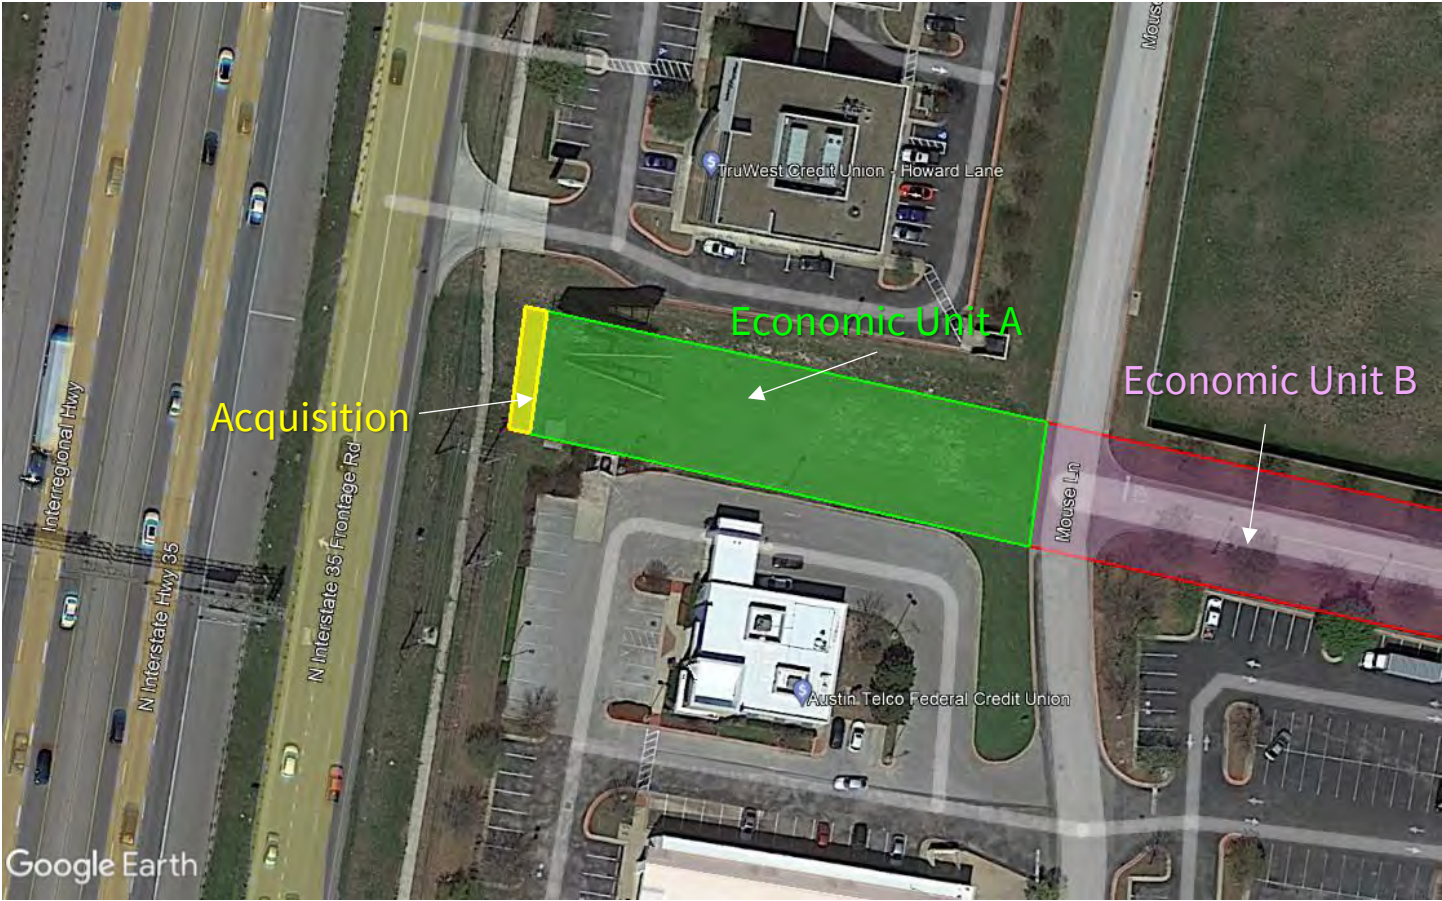 Mouse
TruWest Credit Union - Howard Lane
Economic Unit A
Economic Unit B
Acquisition
Interregional Hwy
N Interstate 35 Frontage Rd
Mouse Ln
N Interstate Hwy 35
Austin Telco Federal Credit Union
Google Earth